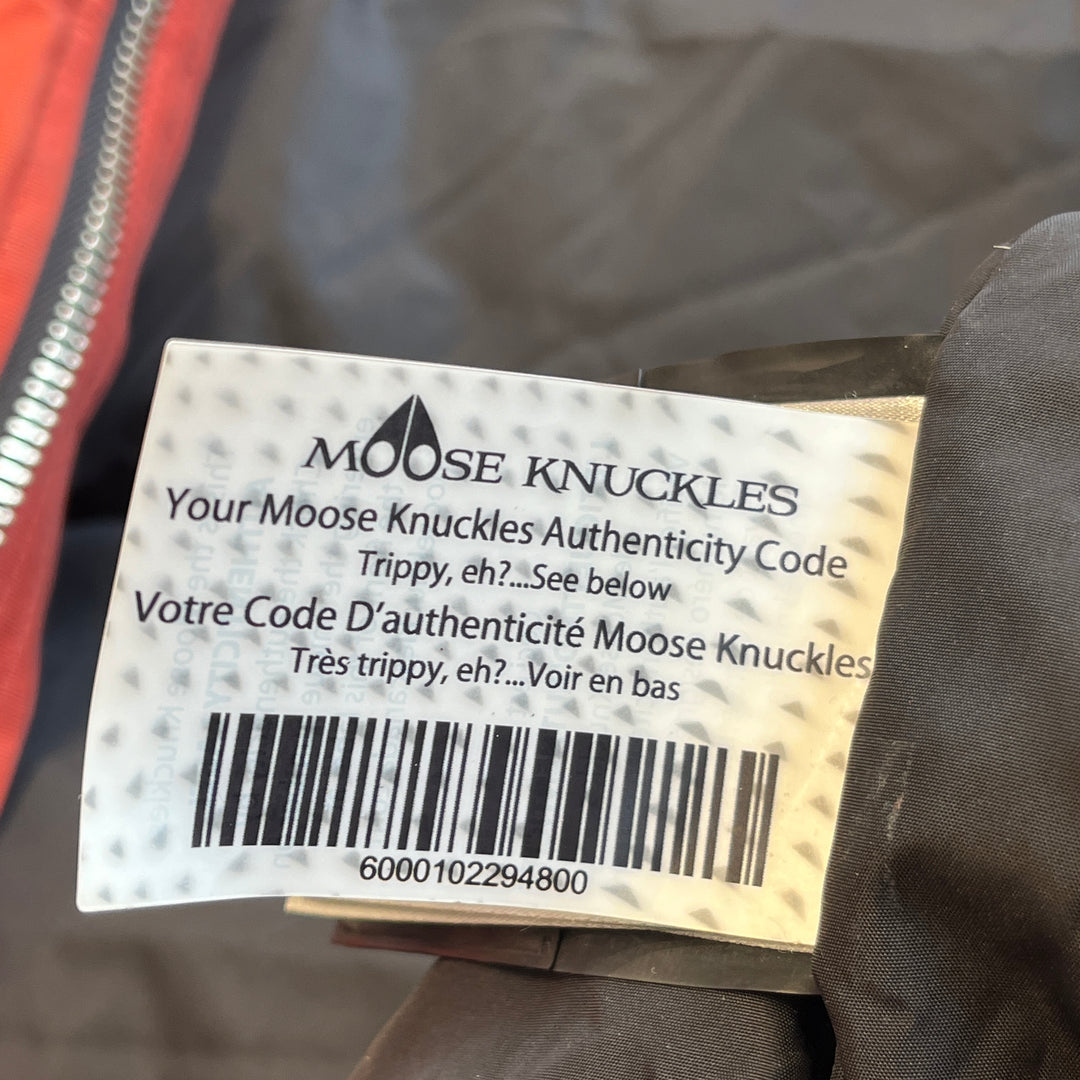 MOOSE KNUCKLES
Your Moose Knuckles Authenticity Code
Trippy, eh?...See below
Votre Code D'authenticité Moose Knuckles
Très trippy, eh?...Voir en bas
6000102294800